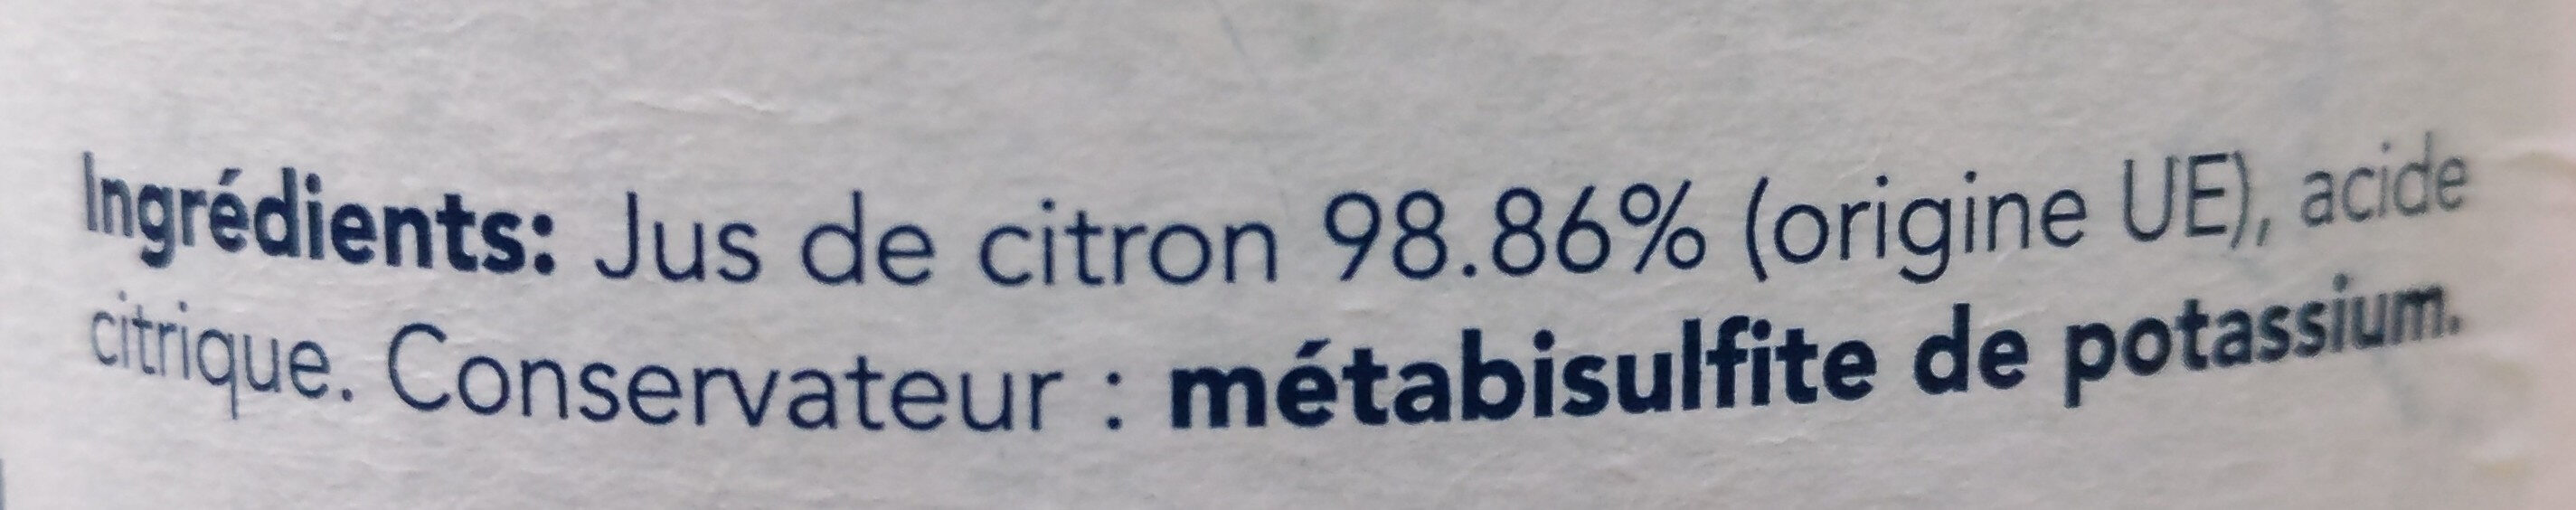 Ingrédients: Jus de citron 98.86% (origine UE), acide
citrique. Conservateur : métabisulfite de potassium.